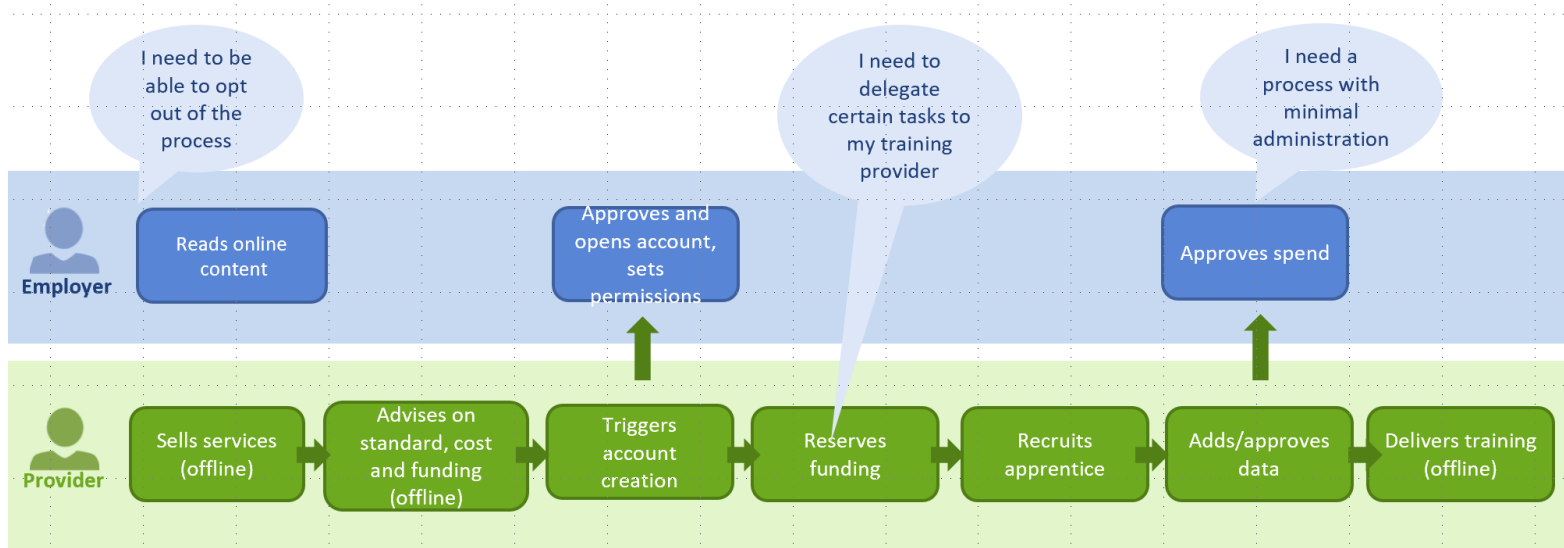 I need to be
able to opt
out of the
process
I need to
delegate
certain tasks to
my training
provider
I need a
process with
minimal
administration
Employer
Reads online
content
Approves and
opens account,
sets
permissions
Approves spend
Provider
Sells services
(offline)
Advises on
standard, cost
and funding
(offline)
Triggers
account
creation
Reserves
funding
Recruits
apprentice
Adds/approves
data
Delivers training
(offline)